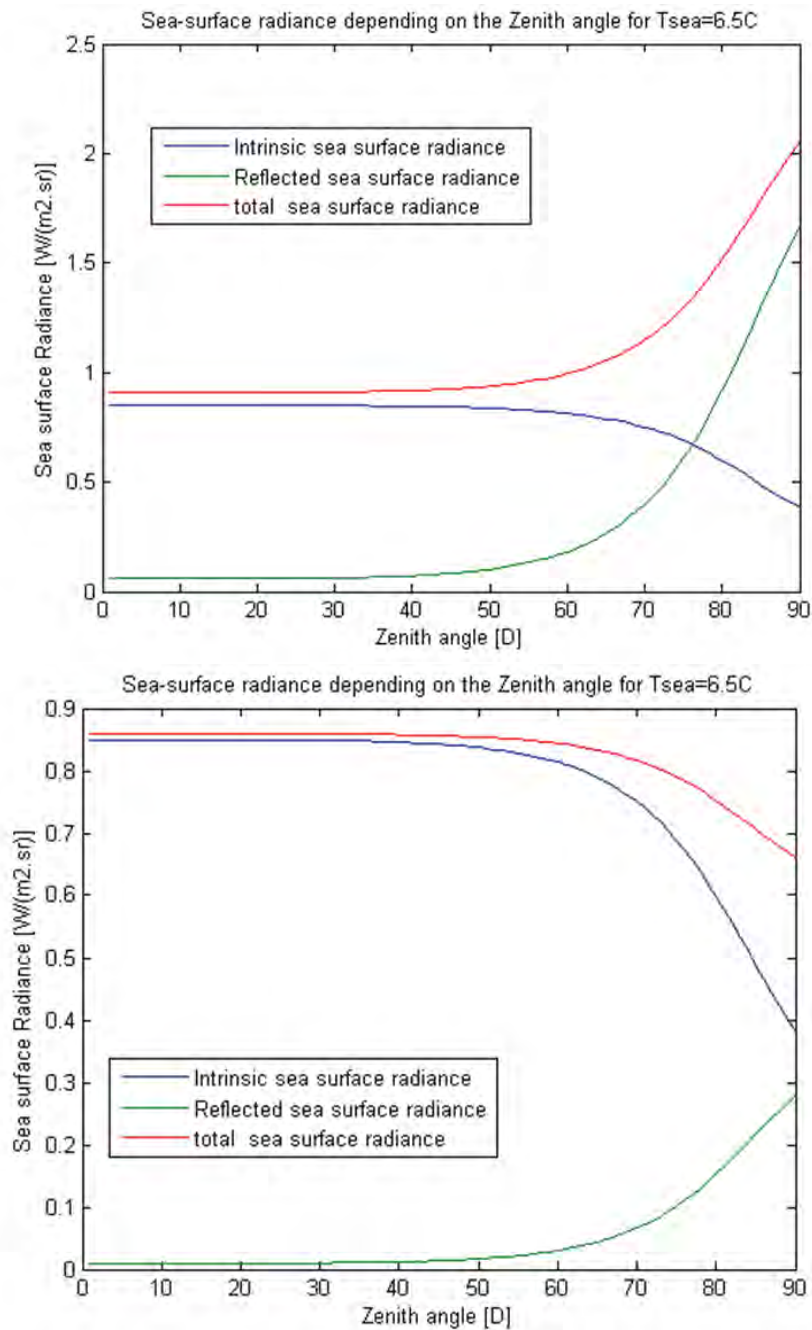 Sea-surface radiance depending on the Zenith angle for Tsea=6.5C
2.5
2
1.5
1
0.5
0
Sea surface Radiance [W/(m2.sr)]
Intrinsic sea surface radiance
Reflected sea surface radiance
total sea surface radiance
0 10 20 30 40 50 60 70 80 90
Zenith angle [D]
Sea-surface radiance depending on the Zenith angle for Tsea=6.5C
0.9
0.8
0.7
0.6
0.5
0.4
0.3
0.2
0.1
0
Sea surface Radiance [W/(m2.sr)]
Intrinsic sea surface radiance
Reflected sea surface radiance
total sea surface radiance
0 10 20 30 40 50 60 70 80 90
Zenith angle [D]